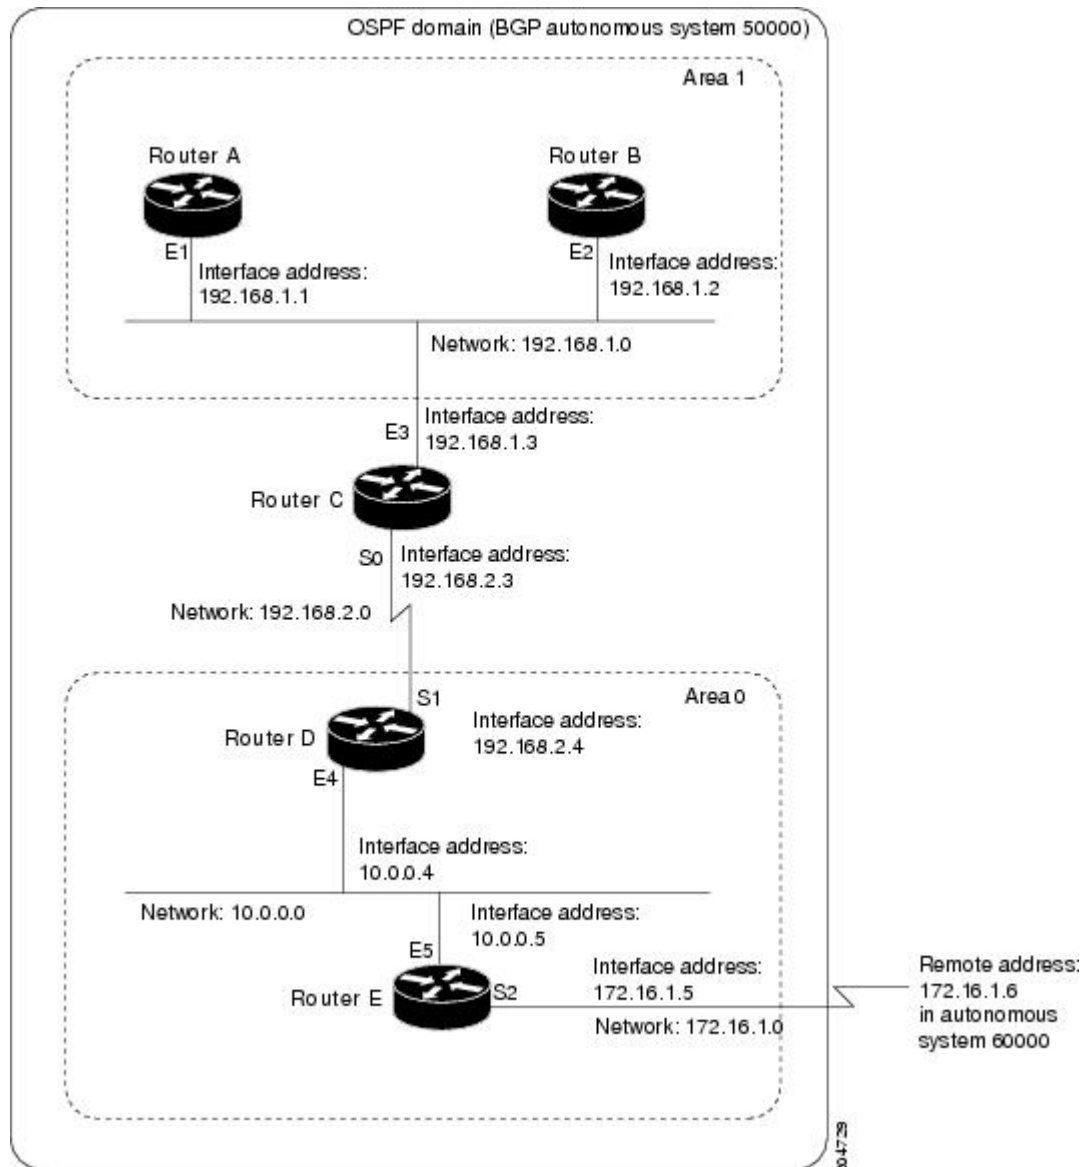 OSPF domain (BGP autonomous system 50000)
Area 1
Router A
Router B
E1
Interface address:
192.168.1.1
E2
Interface address:
192.168.1.2
Network: 192.168.1.0
E3
Interface address:
192.168.1.3
Router C
S0
Interface address:
192.168.2.3
Network: 192.168.2.0
Area 0
S1
Interface address:
192.168.2.4
Router D
E4
Interface address:
10.0.0.4
Network: 10.0.0.0
Interface address:
10.0.0.5
E5
Router E
S2
Interface address:
172.16.1.5
Network: 172.16.1.0
Remote address:
172.16.1.6
in autonomous
system 60000